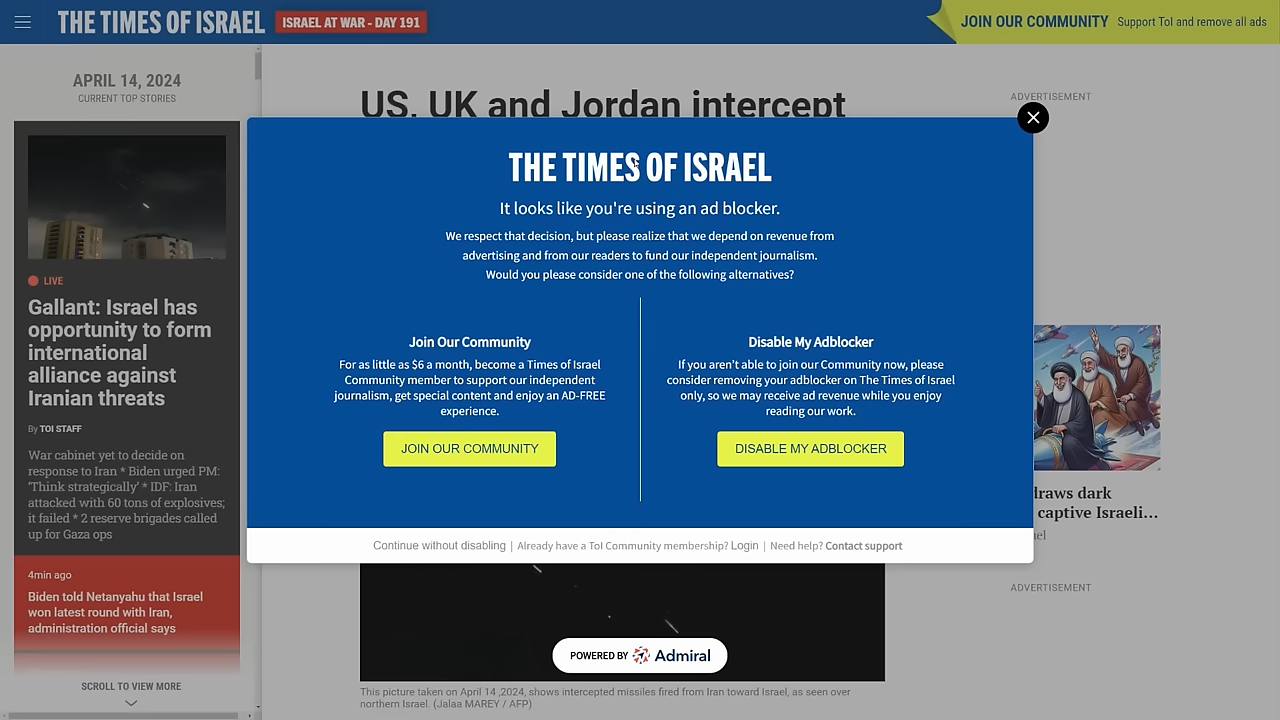 THE TIMES OF ISRAEL
ISRAEL AT WAR - DAY 191
JOIN OUR COMMUNITY Support ToI and remove all ads
APRIL 14, 2024
CURRENT TOP STORIES
LIVE
Gallant: Israel has
opportunity to form
international
alliance against
Iranian threats
By TOI STAFF
War cabinet yet to decide on
response to Iran * Biden urged PM:
'Think strategically' * IDF: Iran
attacked with 60 tons of explosives;
it failed * 2 reserve brigades called
up for Gaza ops
4min ago
Biden told Netanyahu that Israel
won latest round with Iran,
administration official says
SCROLL TO VIEW MORE
US, UK and Jordan intercept
THE TIMES OF ISRAEL
It looks like you're using an ad blocker.
We respect that decision, but please realize that we depend on revenue from
advertising and from our readers to fund our independent journalism.
Would you please consider one of the following alternatives?
Join Our Community
For as little as $6 a month, become a Times of Israel
Community member to support our independent
journalism, get special content and enjoy an AD-FREE
experience.
JOIN OUR COMMUNITY
Disable My Adblocker
If you aren't able to join our Community now, please
consider removing your adblocker on The Times of Israel
only, so we may receive ad revenue while you enjoy
reading our work.
DISABLE MY ADBLOCKER
Continue without disabling | Already have a ToI Community membership? Login | Need help? Contact support
POWERED BY Admiral
This picture taken on April 14 ,2024, shows intercepted missiles fired from Iran toward Israel, as seen over
northern Israel. (Jalaa MAREY / AFP)
ADVERTISEMENT
draws dark
captive Israeli...
el
ADVERTISEMENT